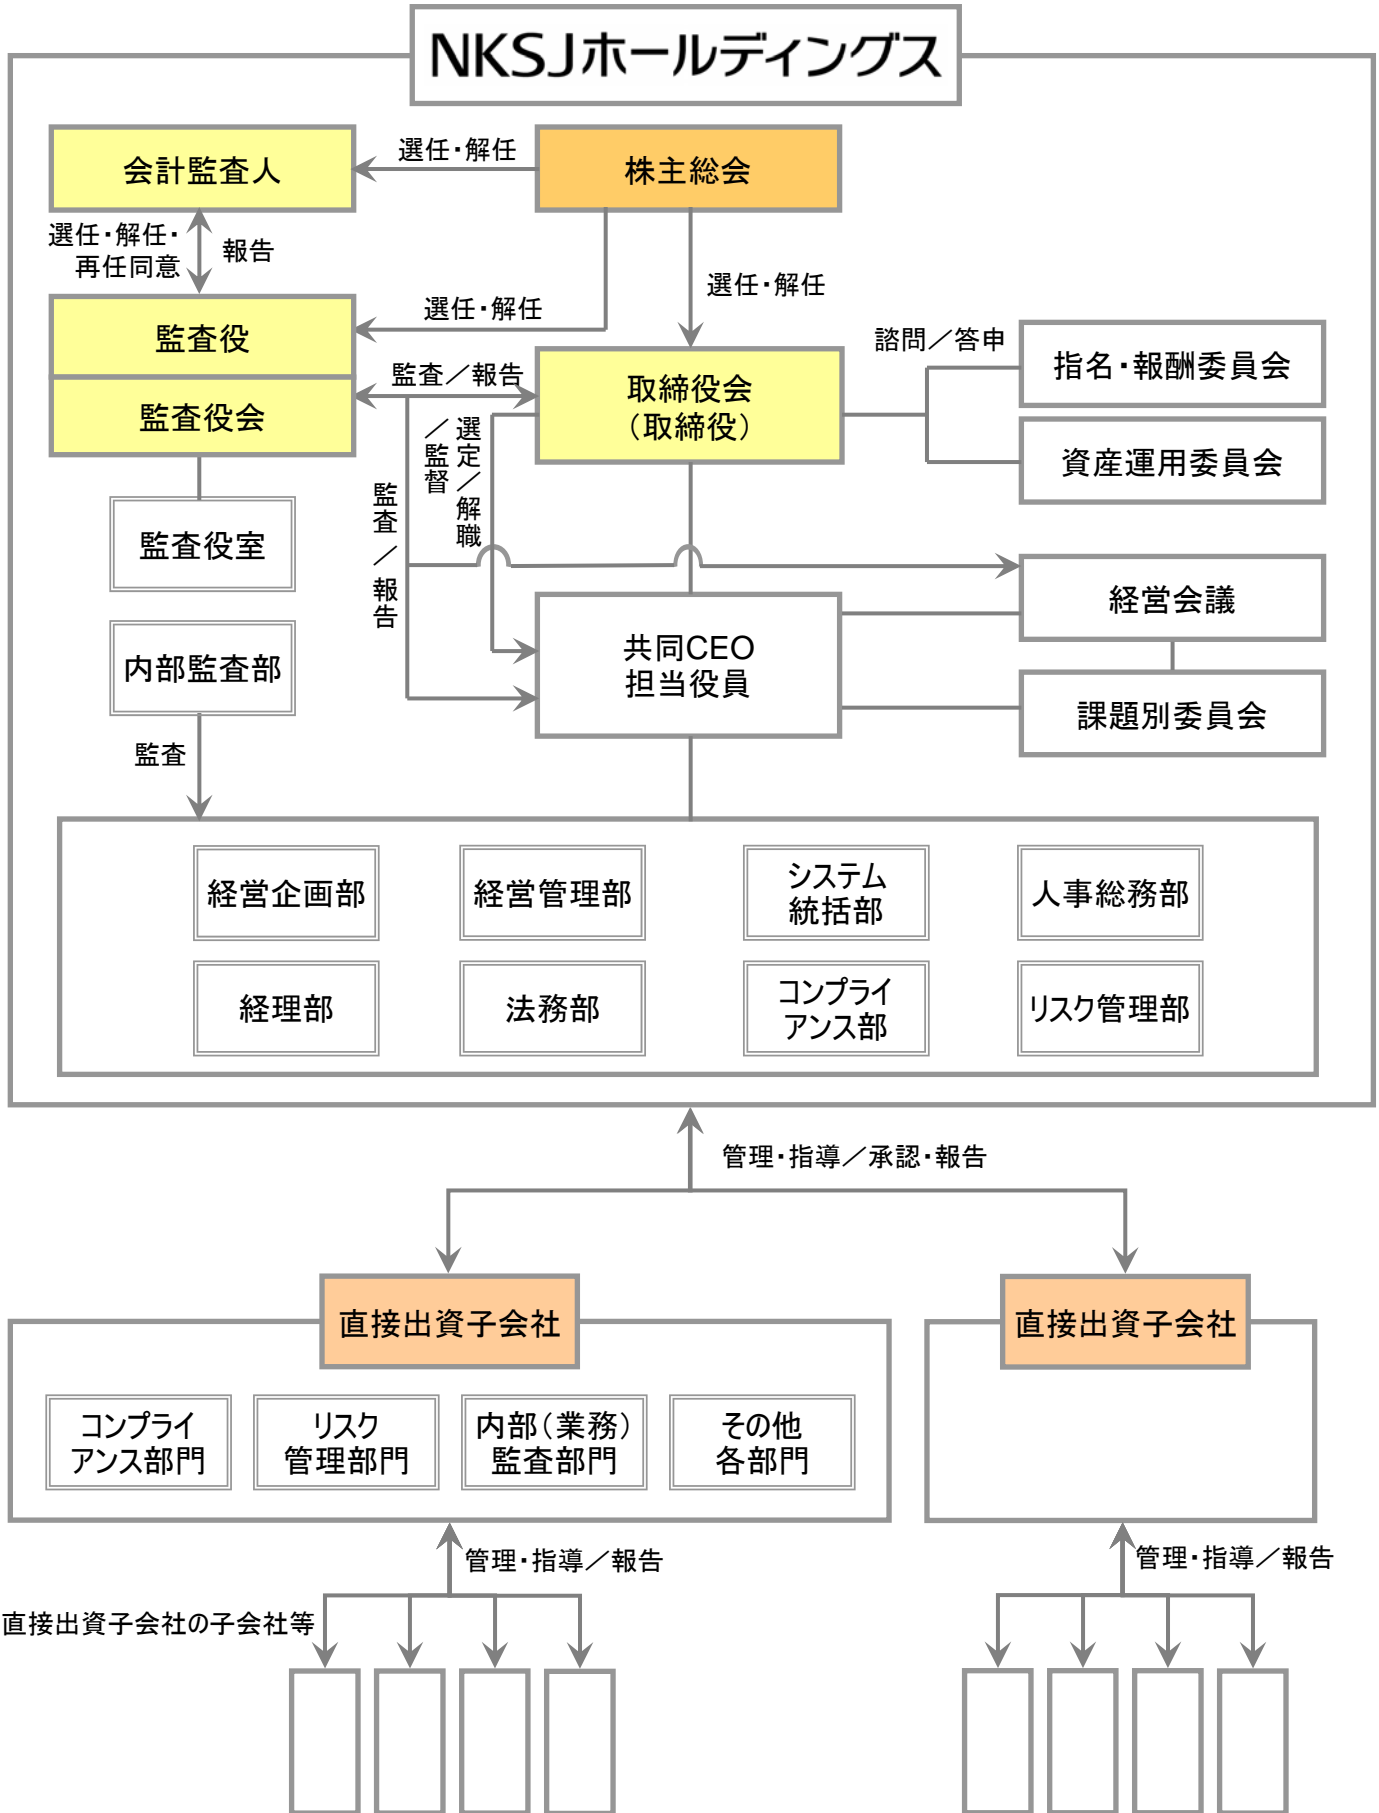 NKSJホールディングス
会計監査人
選任・解任
株主総会
選任・解任・
再任同意
報告
選任・解任
選任・解任
監査役
監査役会
監査／報告
取締役会
（取締役）
諮問／答申
指名・報酬委員会
資産運用委員会
選定／解職
／監督
監査／報告
監査役室
経営会議
内部監査部
共同CEO
担当役員
課題別委員会
監査
経営企画部
経営管理部
システム
統括部
人事総務部
経理部
法務部
コンプライ
アンス部
リスク管理部
管理・指導／承認・報告
直接出資子会社
直接出資子会社
コンプライ
アンス部門
リスク
管理部門
内部（業務）
監査部門
その他
各部門
管理・指導／報告
管理・指導／報告
直接出資子会社の子会社等